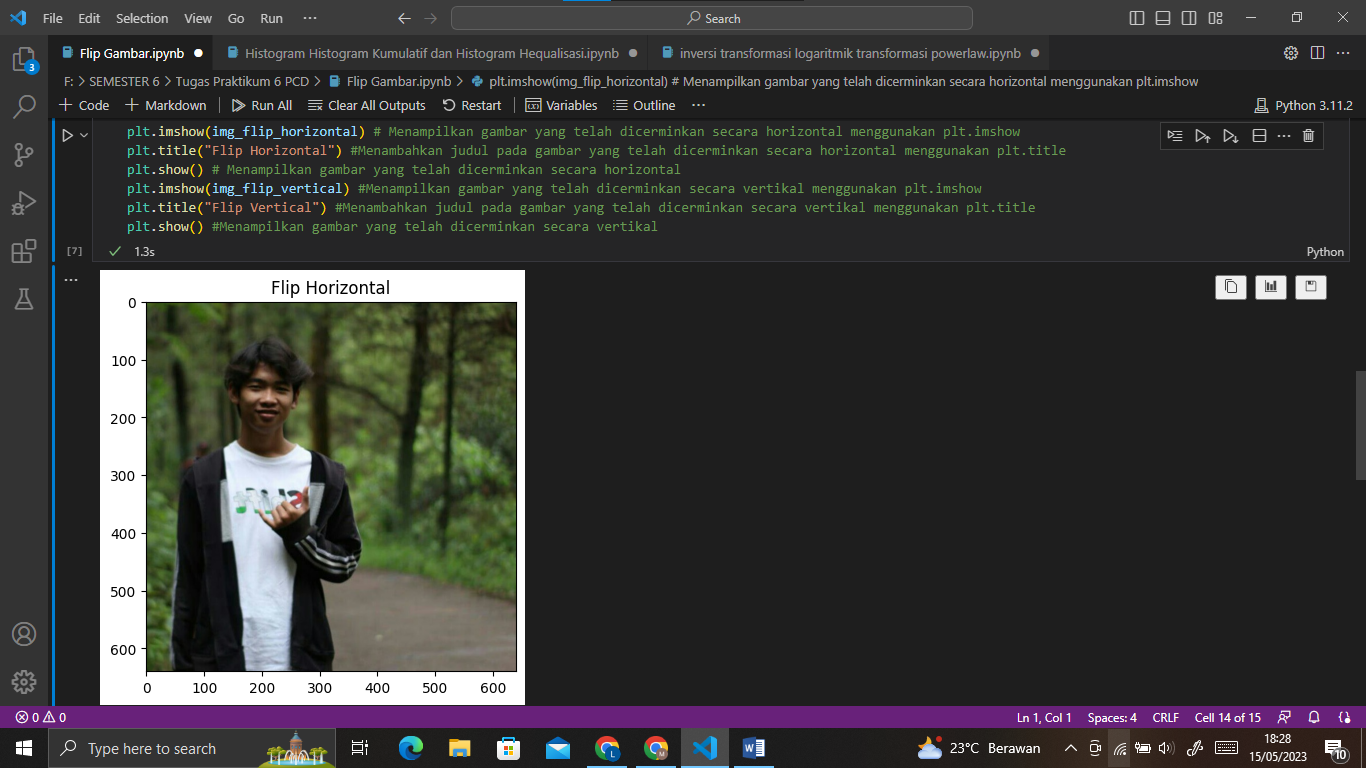 File Edit Selection View Go Run ··· Search
Flip Gambar.ipynb Histogram Histogram Kumulatif dan Histogram Hequalisasi.ipynb inversi transformasi logaritmik transformasi powerlaw.ipynb
3
F: > SEMESTER 6 > Tugas Praktikum 6 PCD > Flip Gambar.ipynb > plt.imshow(img_flip_horizontal) # Menampilkan gambar yang telah dicerminkan secara horizontal menggunakan plt.imshow
+ Code + Markdown Run All Clear All Outputs Restart Variables Outline ··· Python 3.11.2
plt.imshow(img_flip_horizontal) # Menampilkan gambar yang telah dicerminkan secara horizontal menggunakan plt.imshow
plt.title("Flip Horizontal") #Menambahkan judul pada gambar yang telah dicerminkan secara horizontal menggunakan plt.title
plt.show() # Menampilkan gambar yang telah dicerminkan secara horizontal
plt.imshow(img_flip_vertical) #Menampilkan gambar yang telah dicerminkan secara vertikal menggunakan plt.imshow
plt.title("Flip Vertical") #Menambahkan judul pada gambar yang telah dicerminkan secara vertikal menggunakan plt.title
plt.show() #Menampilkan gambar yang telah dicerminkan secara vertikal
[7] 1.3s Python
Flip Horizontal
0
100
200
300
400
500
600
0 100 200 300 400 500 600
0 0 Ln 1, Col 1 Spaces: 4 CRLF Cell 14 of 15
Type here to search 23°C Berawan 18:28
15/05/2023 10